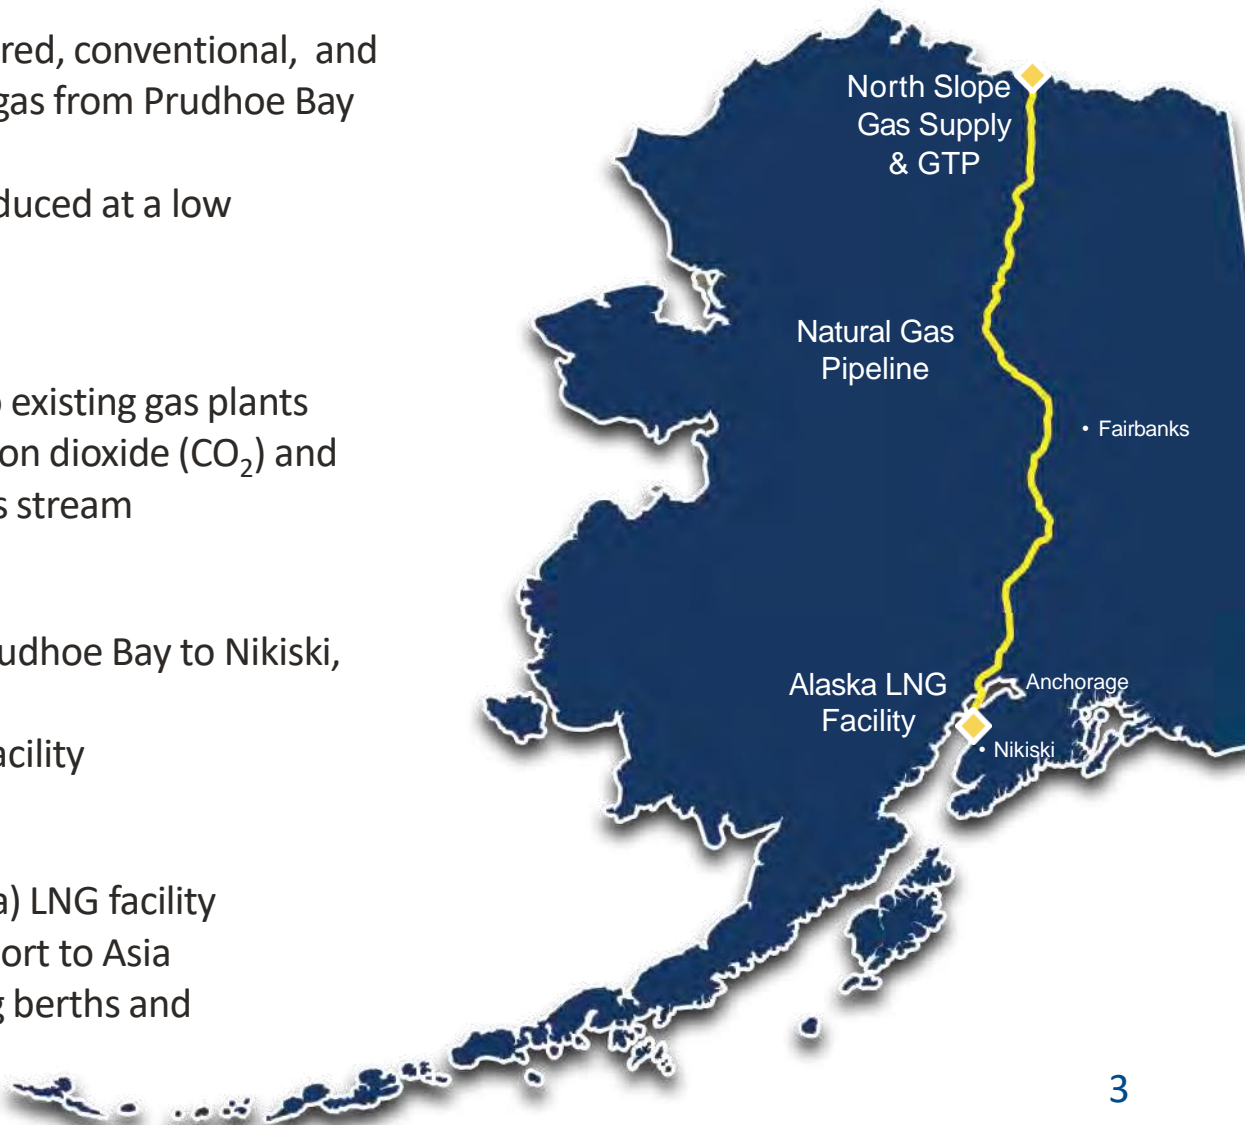 red, conventional, and
gas from Prudhoe Bay
duced at a low
existing gas plants
on dioxide (CO₂) and
s stream
udhoe Bay to Nikiski,
acility
a) LNG facility
ort to Asia
g berths and
North Slope
Gas Supply
& GTP
Natural Gas
Pipeline
• Fairbanks
Alaska LNG
Facility
Anchorage
• Nikiski
3